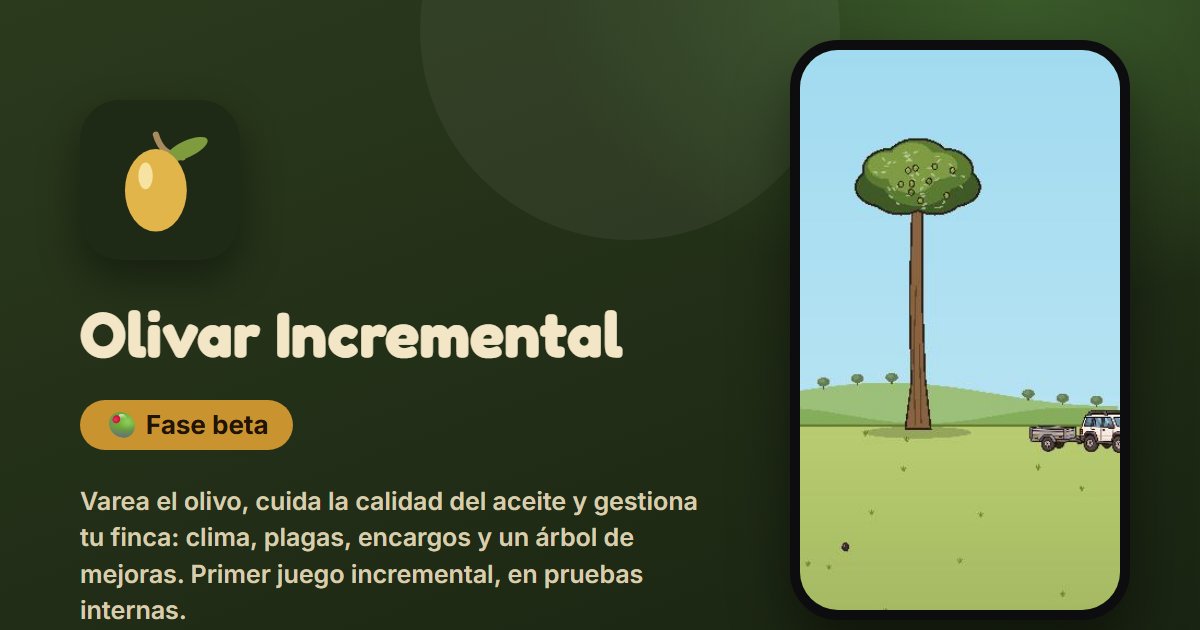 Olivar Incremental
Fase beta
Varea el olivo, cuida la calidad del aceite y gestiona
tu finca: clima, plagas, encargos y un árbol de
mejoras. Primer juego incremental, en pruebas
internas.